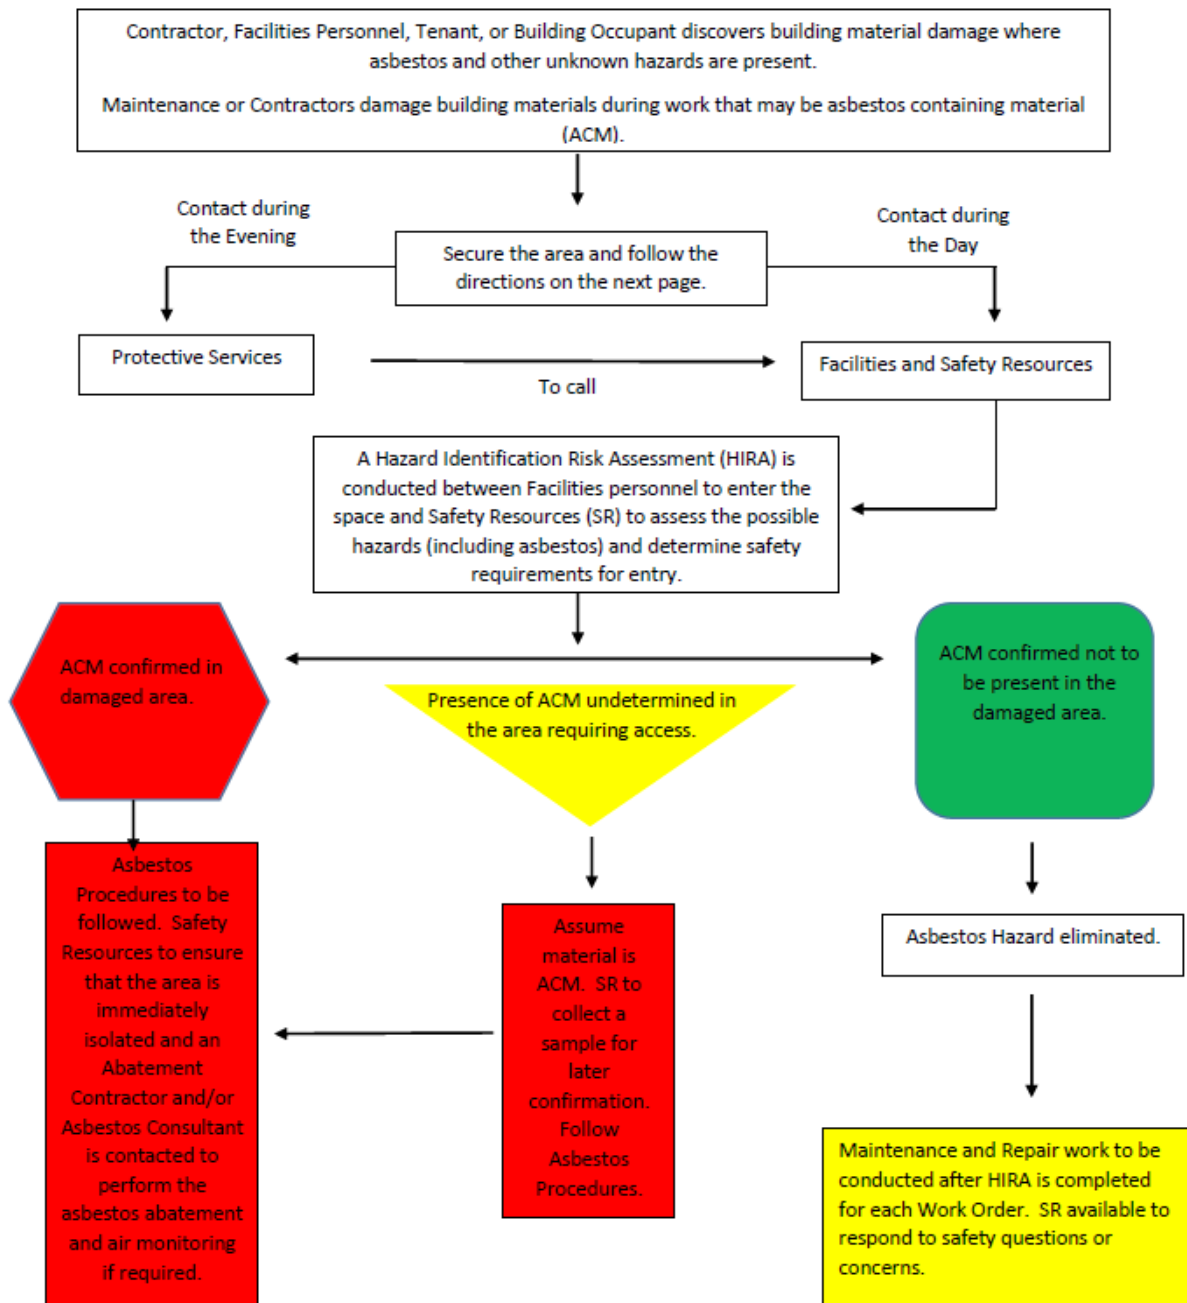 Contractor, Facilities Personnel, Tenant, or Building Occupant discovers building material damage where
asbestos and other unknown hazards are present.
Maintenance or Contractors damage building materials during work that may be asbestos containing material
(ACM).
Contact during
the Evening
Contact during
the Day
Secure the area and follow the
directions on the next page.
Protective Services
To call
Facilities and Safety Resources
A Hazard Identification Risk Assessment (HIRA) is
conducted between Facilities personnel to enter the
space and Safety Resources (SR) to assess the possible
hazards (including asbestos) and determine safety
requirements for entry.
ACM confirmed in
damaged area.
Presence of ACM undetermined in
the area requiring access.
ACM confirmed not to
be present in the
damaged area.
Asbestos
Procedures to be
followed. Safety
Resources to ensure
that the area is
immediately
isolated and an
Abatement
Contractor and/or
Asbestos Consultant
is contacted to
perform the
asbestos abatement
and air monitoring
if required.
Assume
material is
ACM. SR to
collect a
sample for
later
confirmation.
Follow
Asbestos
Procedures.
Asbestos Hazard eliminated.
Maintenance and Repair work to be
conducted after HIRA is completed
for each Work Order. SR available to
respond to safety questions or
concerns.